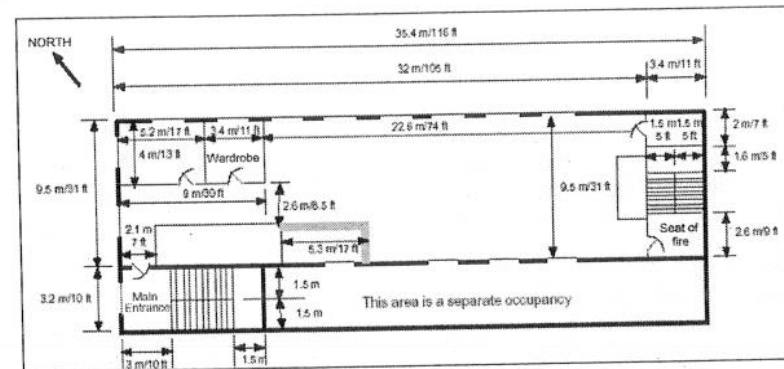 NORTH
35.4 m/116 ft
32 m/105 ft
3.4 m/11 ft
5.2 m/17 ft
3.4 m/11 ft
22.6 m/74 ft
1.5 m
5 ft
1.5 m
5 ft
2 m/7 ft
4 m/13 ft
Wardrobe
9.5 m/31 ft
9 m/30 ft
9.5 m/31 ft
1.6 m/5 ft
2.6 m/8.5 ft
2.1 m
7 ft
5.3 m/17 ft
Seat of
fire
2.6 m/9 ft
3.2 m/10 ft
Main
Entrance
1.5 m
1.5 m
This area is a separate occupancy
3 m/10 ft
1.5 m